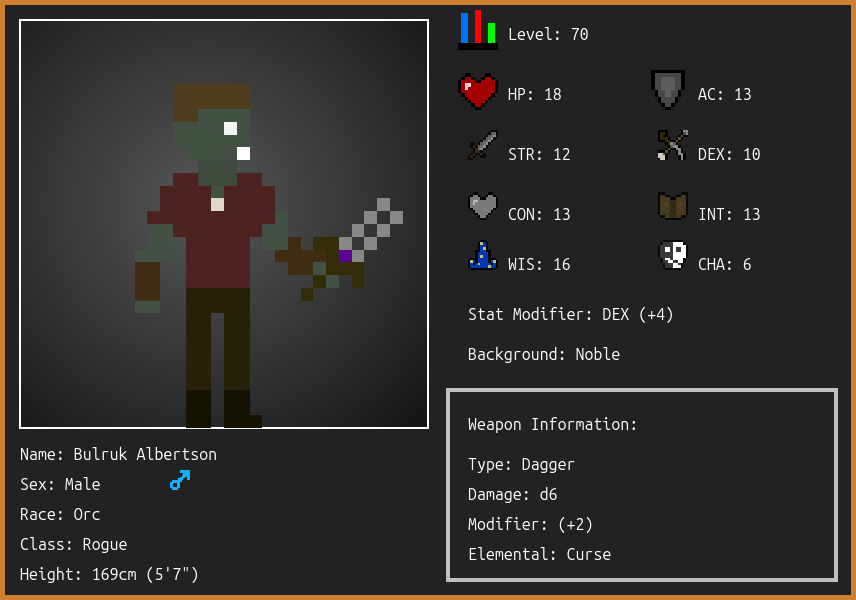 Level: 70
HP: 18
AC: 13
STR: 12
DEX: 10
CON: 13
INT: 13
WIS: 16
CHA: 6
Stat Modifier: DEX (+4)
Background: Noble
Weapon Information:
Type: Dagger
Damage: d6
Modifier: (+2)
Elemental: Curse
Name: Bulruk Albertson
Sex: Male
Race: Orc
Class: Rogue
Height: 169cm (5'7")